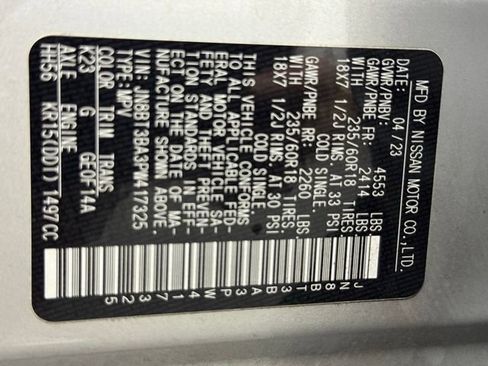 MFD BY NISSAN MOTOR CO.,LTD.
DATE: 04/23
GVWR/PNBV: 4553 LBS
GAWR/PNBE FR: 2414 LBS
WITH 235/60R18 TIRES,
18X7 1/2J RIMS, AT 33 PSI
COLD SINGLE.
GAWR/PNBE RR: 2260 LBS
WITH 235/60R18 TIRES,
18X7 1/2J RIMS, AT 30 PSI
COLD SINGLE.
THIS VEHICLE CONFORMS
TO ALL APPLICABLE FED-
ERAL MOTOR VEHICLE SA-
FETY STANDARDS IN EFF-
ECT ON THE DATE OF MA-
NUFACTURE SHOWN ABOVE.
VIN: JN8BT3BA3PW417325
TYPE: MPV
COLOR TRIM TRANS
K23 G GE0F14A
AXLE ENGINE
HH56 KR15(DDT) 1497CC
JN8BT3BA3PW417325